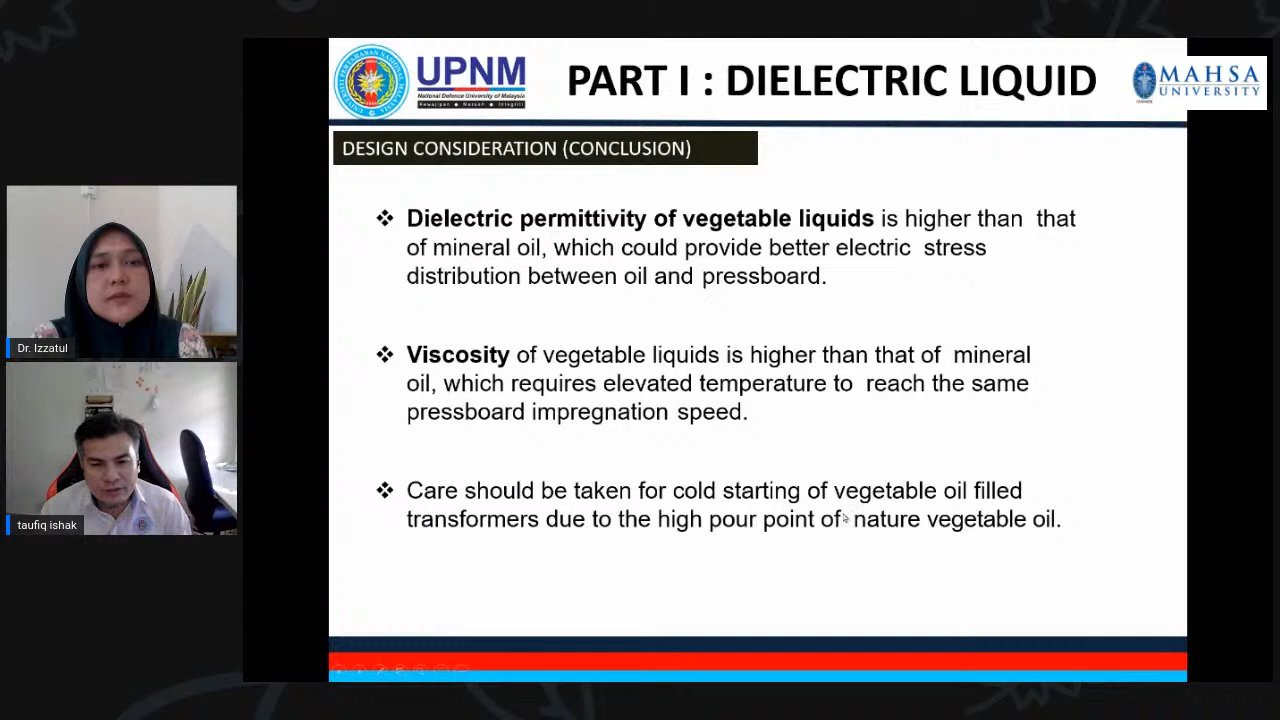 UPNM
National Defence University of Malaysia
Kewajipan ● Maruah ● Integriti
PART I : DIELECTRIC LIQUID
MAHSA
UNIVERSITY
DESIGN CONSIDERATION (CONCLUSION)
❖ Dielectric permittivity of vegetable liquids is higher than that
of mineral oil, which could provide better electric stress
distribution between oil and pressboard.
❖ Viscosity of vegetable liquids is higher than that of mineral
oil, which requires elevated temperature to reach the same
pressboard impregnation speed.
❖ Care should be taken for cold starting of vegetable oil filled
transformers due to the high pour point of nature vegetable oil.
Dr. Izzatul
taufiq ishak